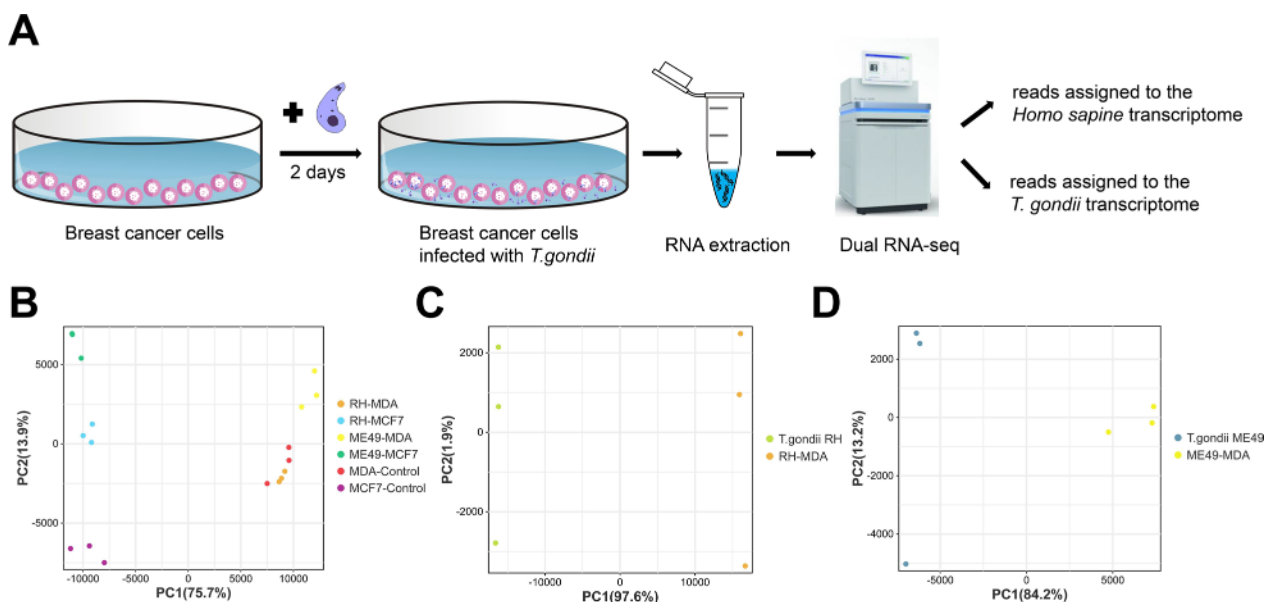 A
2 days
Breast cancer cells
Breast cancer cells
infected with T.gondii
RNA extraction
Dual RNA-seq
reads assigned to the
Homo sapine transcriptome
reads assigned to the
T. gondii transcriptome
B
PC2(13.9%)
5000
0
-5000
-10000
-5000
0
5000
10000
PC1(75.7%)
RH-MDA
RH-MCF7
ME49-MDA
ME49-MCF7
MDA-Control
MCF7-Control
C
PC2(1.9%)
2000
0
-2000
-10000
0
10000
PC1(97.6%)
T.gondii RH
RH-MDA
D
PC2(13.2%)
2000
0
-2000
-4000
-5000
0
5000
PC1(84.2%)
T.gondii ME49
ME49-MDA